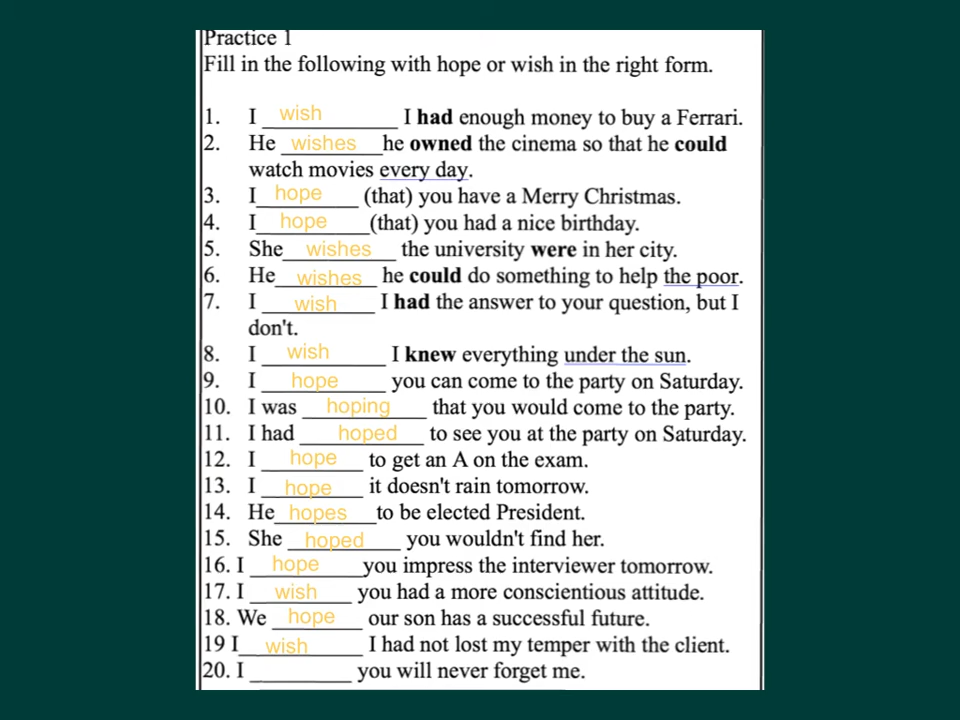 Practice 1
Fill in the following with hope or wish in the right form.
1. I wish I had enough money to buy a Ferrari.
2. He wishes he owned the cinema so that he could
watch movies every day.
3. I hope (that) you have a Merry Christmas.
4. I hope (that) you had a nice birthday.
5. She wishes the university were in her city.
6. He wishes he could do something to help the poor.
7. I wish I had the answer to your question, but I
don't.
8. I wish I knew everything under the sun.
9. I hope you can come to the party on Saturday.
10. I was hoping that you would come to the party.
11. I had hoped to see you at the party on Saturday.
12. I hope to get an A on the exam.
13. I hope it doesn't rain tomorrow.
14. He hopes to be elected President.
15. She hoped you wouldn't find her.
16. I hope you impress the interviewer tomorrow.
17. I wish you had a more conscientious attitude.
18. We hope our son has a successful future.
19 I wish I had not lost my temper with the client.
20. I __________ you will never forget me.